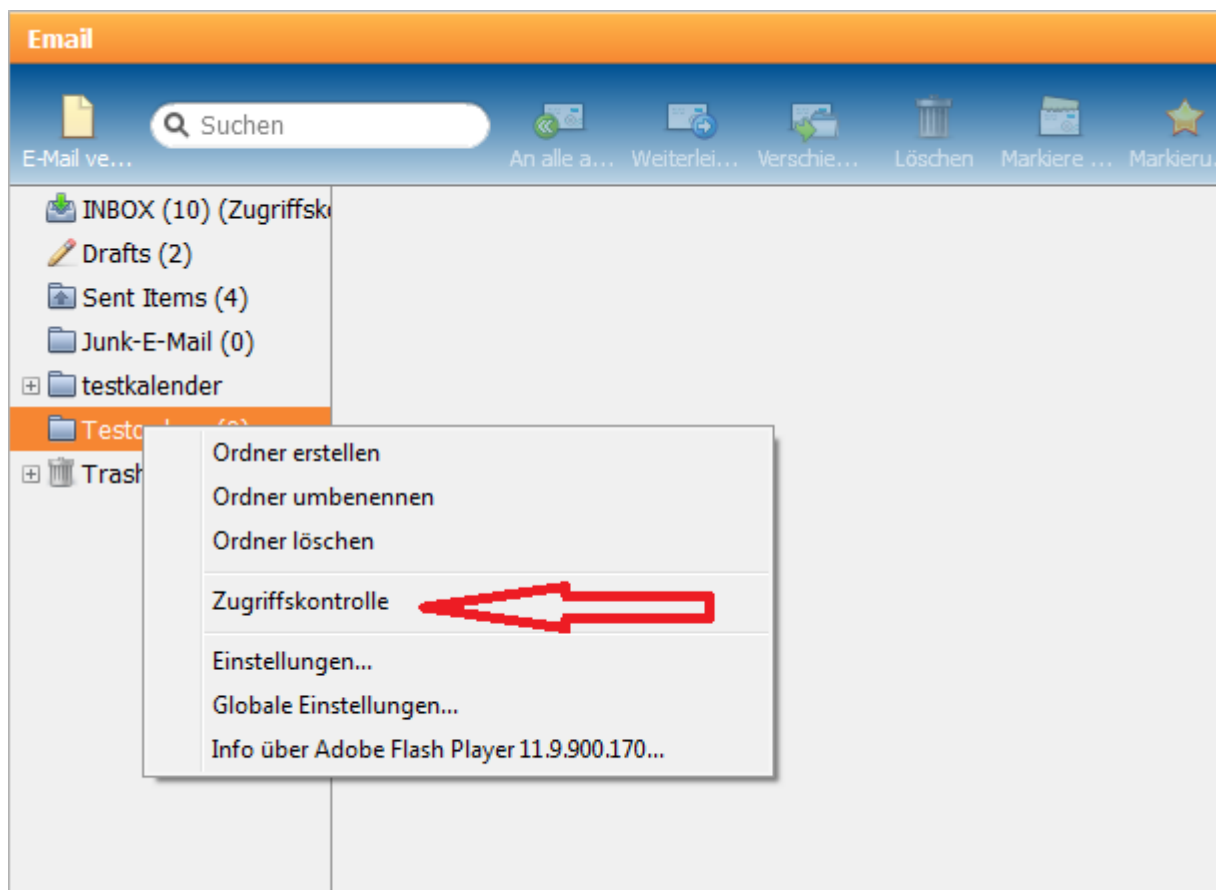 Email
Suchen
E-Mail ve...
An alle a...
Weiterlei...
Verschie...
Löschen
Markiere ...
Markieru.
INBOX (10) (Zugriffsk
Drafts (2)
Sent Items (4)
Junk-E-Mail (0)
testkalender
Trash
Ordner erstellen
Ordner umbenennen
Ordner löschen
Zugriffskontrolle
Einstellungen...
Globale Einstellungen...
Info über Adobe Flash Player 11.9.900.170...